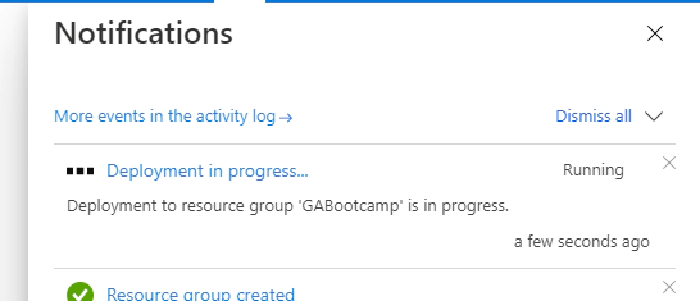 Notifications
More events in the activity log →
Dismiss all
Deployment in progress...
Running
Deployment to resource group 'GABootcamp' is in progress.
a few seconds ago
Resource group created